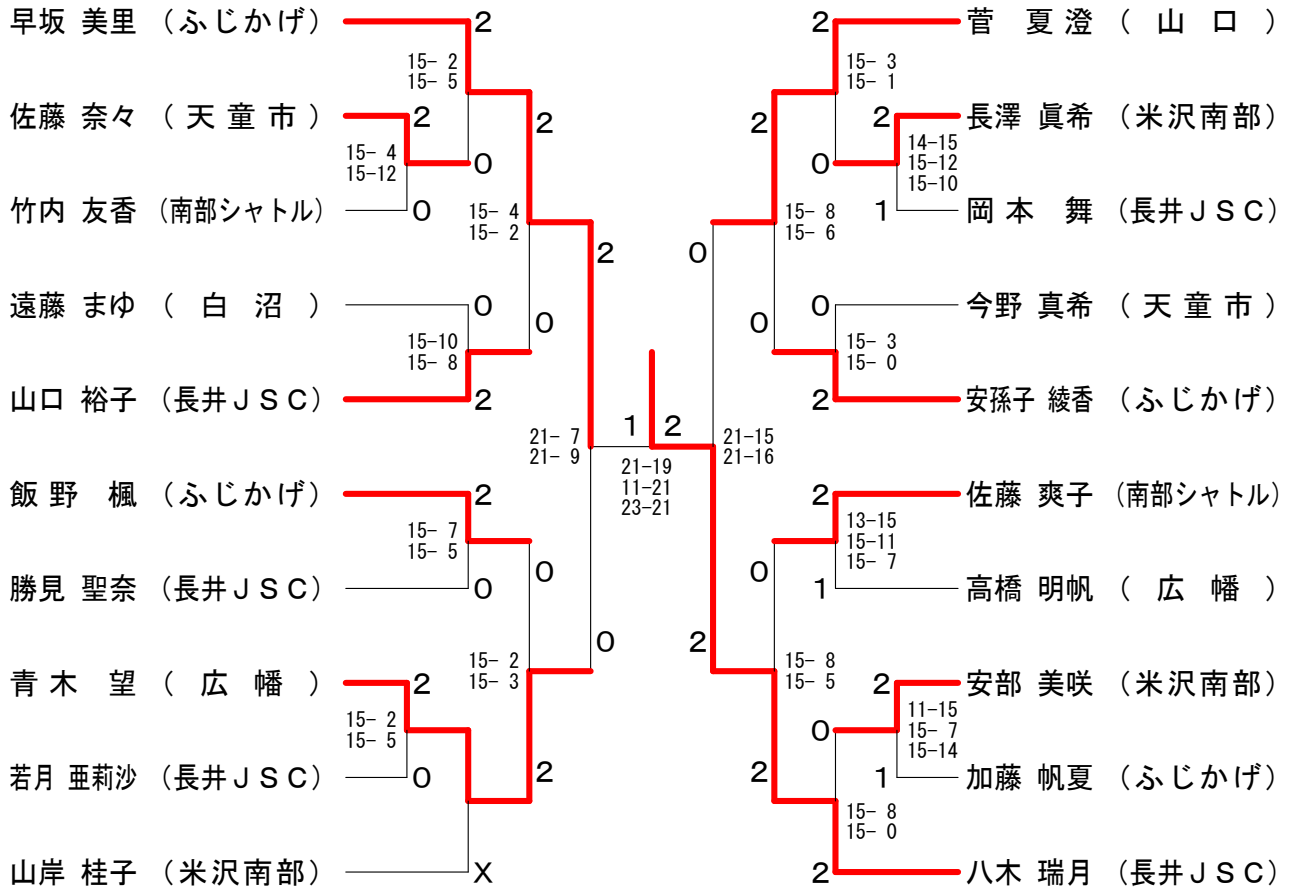 早坂 美里 (ふじかげ) 2
15- 2
15- 5
佐藤 奈々 (天童市) 2
2
15- 4
15-12
0
竹内 友香 (南部シャトル) 0
15- 4
15- 2
2
遠藤 まゆ (白沼) 0
0
15-10
15- 8
山口 裕子 (長井JSC) 2
21- 7
21- 9
飯野 楓 (ふじかげ) 2
15- 7
15- 5
0
勝見 聖奈 (長井JSC) 0
0
15- 2
15- 3
青木 望 (広幡) 2
15- 2
15- 5
若月 亜莉沙 (長井JSC) 0
2
山岸 桂子 (米沢南部) X
1 2
21-19
11-21
23-21
2 菅 夏澄 (山口)
15- 3
15- 1
2
2 長澤 眞希 (米沢南部)
14-15
15-12
15-10
0
1 岡本 舞 (長井JSC)
15- 8
15- 6
0
0 今野 真希 (天童市)
0
15- 3
15- 0
2 安孫子 綾香 (ふじかげ)
21-15
21-16
2 佐藤 爽子 (南部シャトル)
13-15
15-11
15- 7
0
1 高橋 明帆 (広幡)
2
15- 8
15- 5
2 安部 美咲 (米沢南部)
11-15
15- 7
15-14
0
1 加藤 帆夏 (ふじかげ)
2
15- 8
15- 0
2 八木 瑞月 (長井JSC)